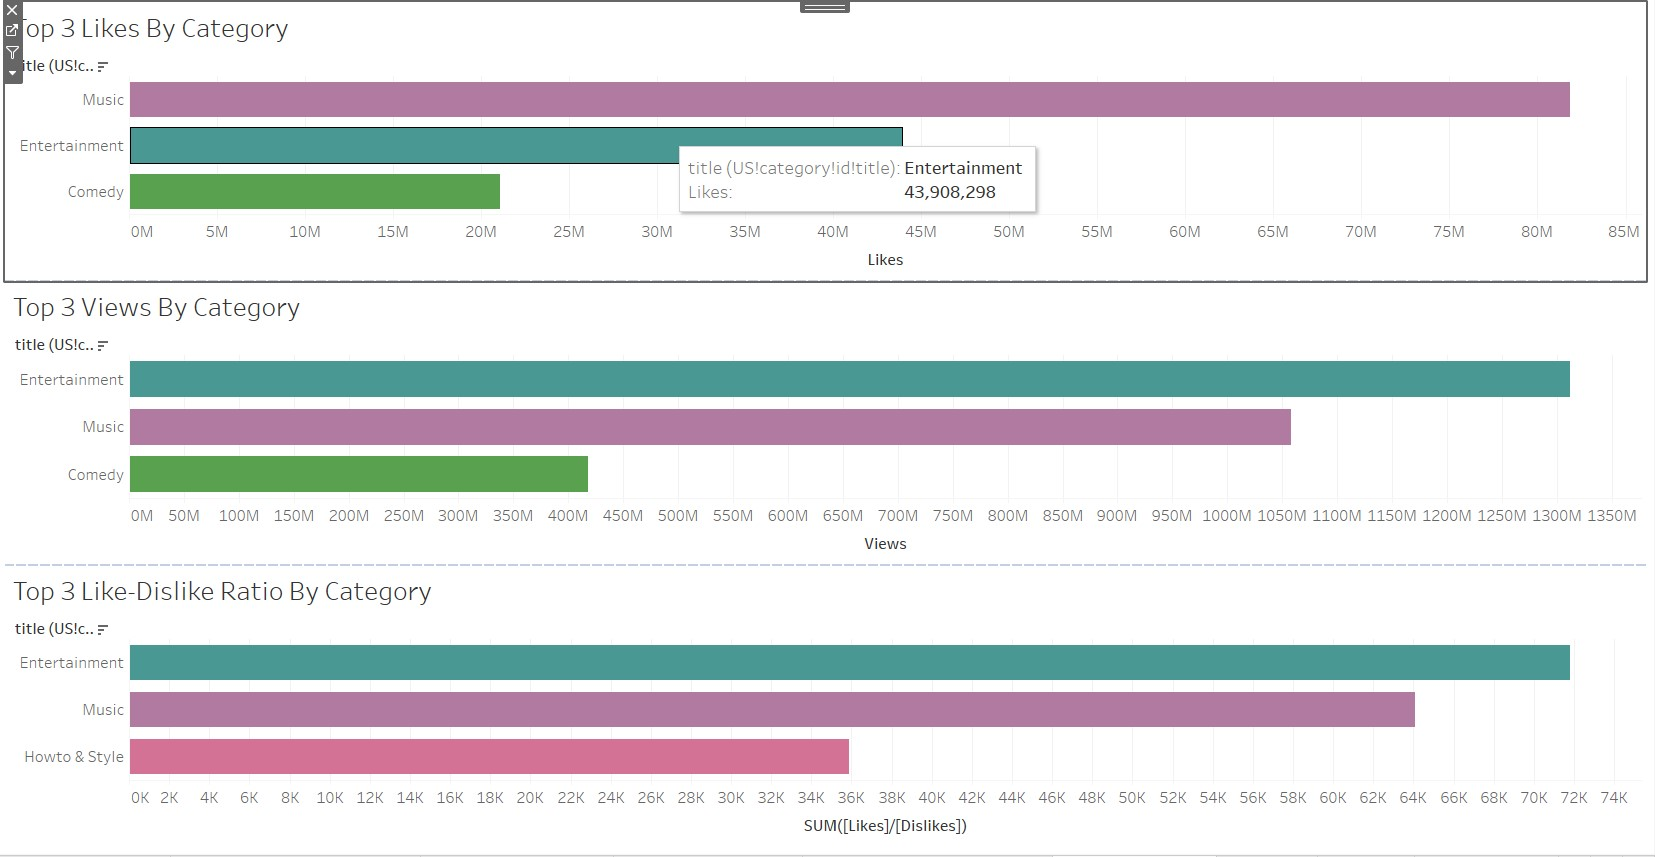 Top 3 Likes By Category
title (US!c..
Music
Entertainment
Comedy
title (US!category!id!title): Entertainment
Likes: 43,908,298
0M 5M 10M 15M 20M 25M 30M 35M 40M 45M 50M 55M 60M 65M 70M 75M 80M 85M
Likes
Top 3 Views By Category
title (US!c..
Entertainment
Music
Comedy
0M 50M 100M 150M 200M 250M 300M 350M 400M 450M 500M 550M 600M 650M 700M 750M 800M 850M 900M 950M 1000M 1050M 1100M 1150M 1200M 1250M 1300M 1350M
Views
Top 3 Like-Dislike Ratio By Category
title (US!c..
Entertainment
Music
Howto & Style
0K 2K 4K 6K 8K 10K 12K 14K 16K 18K 20K 22K 24K 26K 28K 30K 32K 34K 36K 38K 40K 42K 44K 46K 48K 50K 52K 54K 56K 58K 60K 62K 64K 66K 68K 70K 72K 74K
SUM([Likes]/[Dislikes])